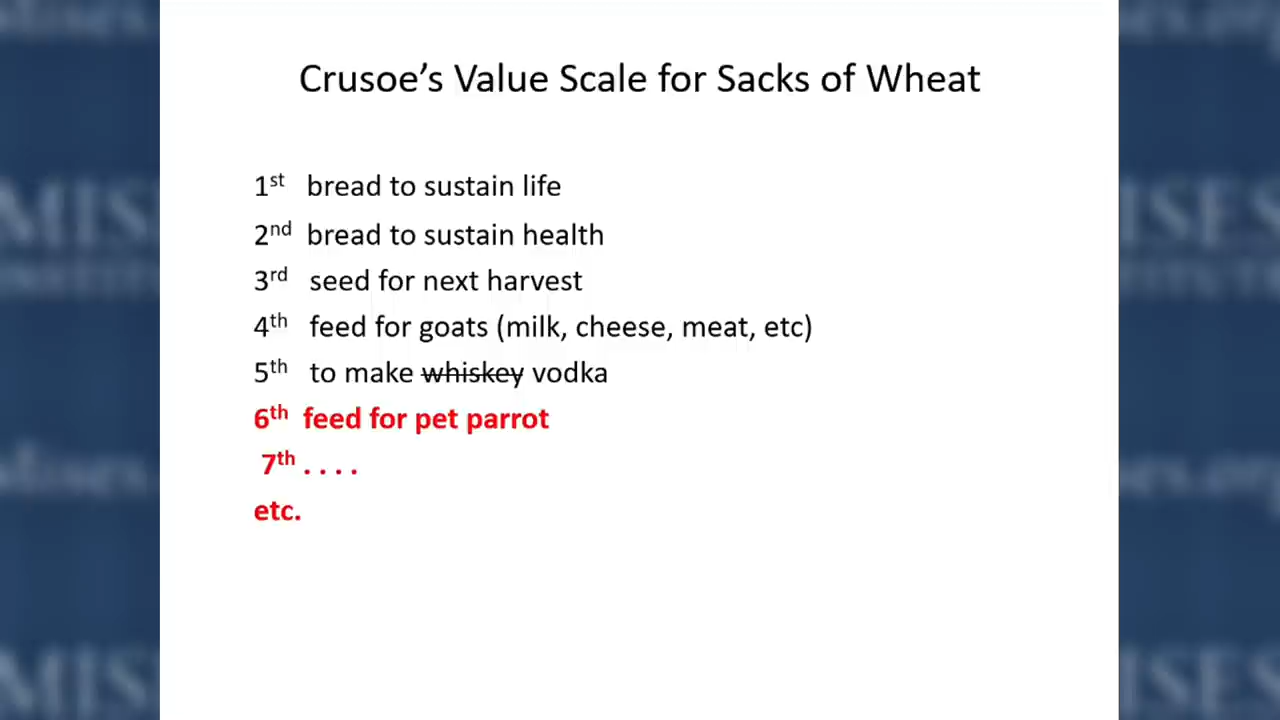 Crusoe's Value Scale for Sacks of Wheat
1st bread to sustain life
2nd bread to sustain health
3rd seed for next harvest
4th feed for goats (milk, cheese, meat, etc)
5th to make whiskey vodka
6th feed for pet parrot
7th . . . .
etc.